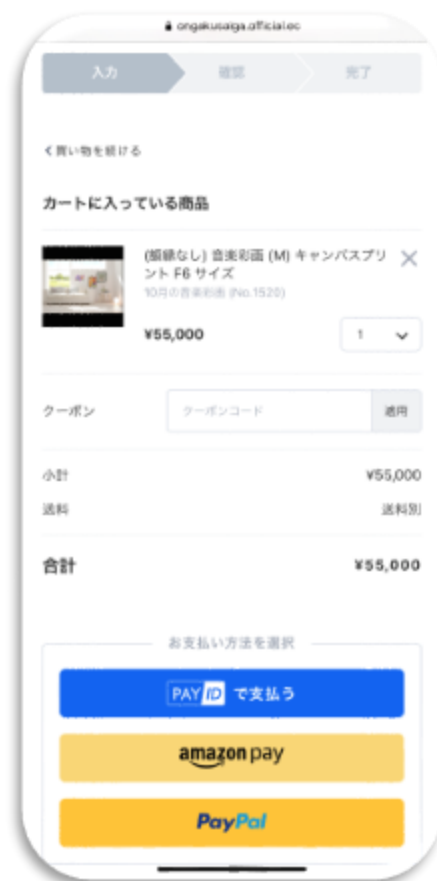 ongakusaiga.official.ec
入力
確認
完了
買い物を続ける
カートに入っている商品
(額縁なし) 音楽彩画 (M) キャンバスプリ
ント F6 サイズ
10月の音楽彩画 (No.1520)
¥55,000
1
クーポン
クーポンコード
適用
小計
¥55,000
送料
送料別
合計
¥55,000
お支払い方法を選択
PAY ID で支払う
amazon pay
PayPal